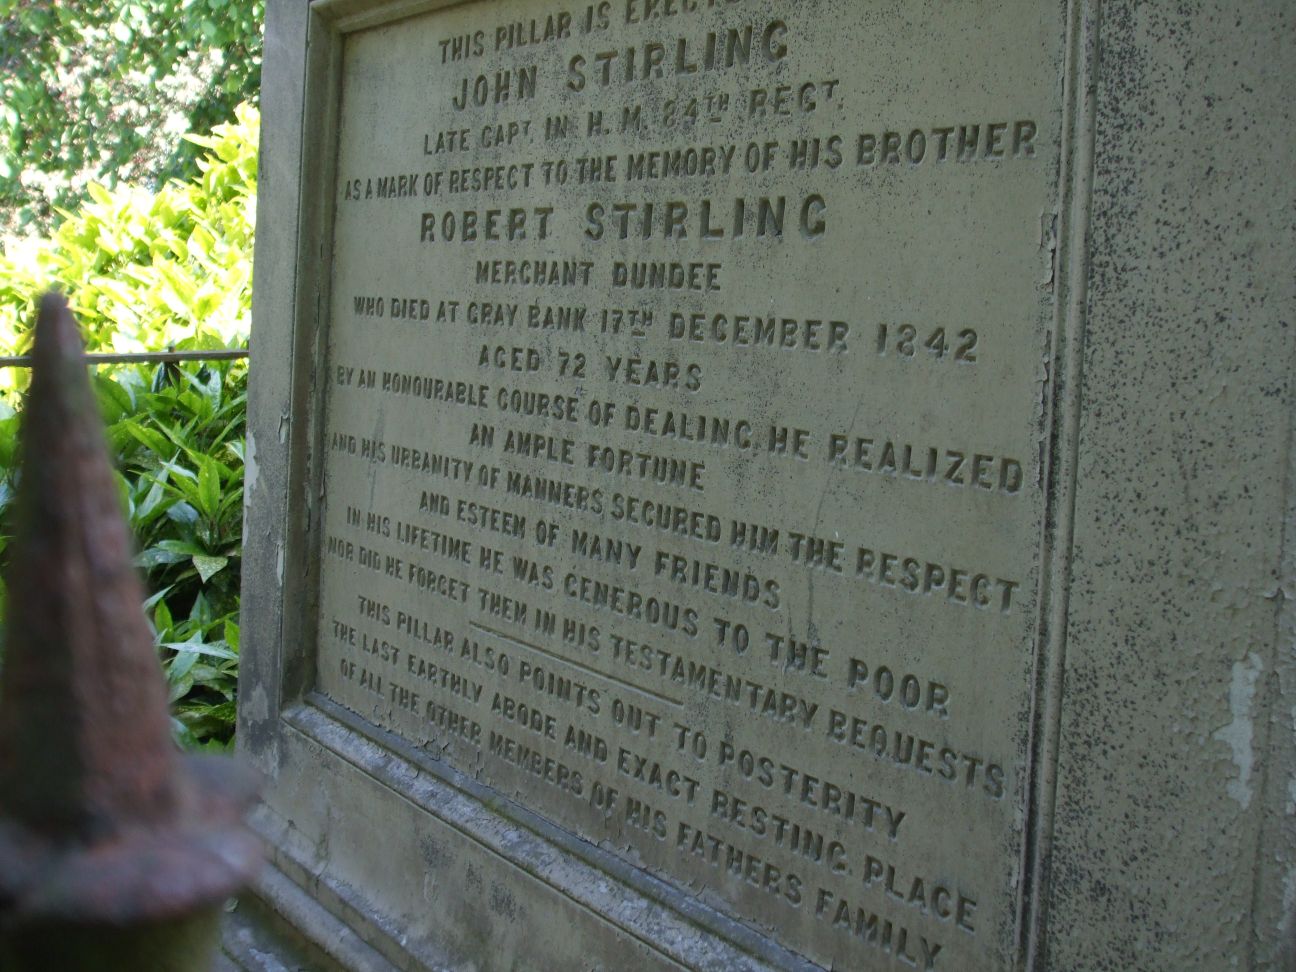 THIS PILLAR IS ERECTED
JOHN STIRLING
LATE CAPT IN H. M. 84TH REGT.
AS A MARK OF RESPECT TO THE MEMORY OF HIS BROTHER
ROBERT STIRLING
MERCHANT DUNDEE
WHO DIED AT GRAY BANK 17TH DECEMBER 1842
AGED 72 YEARS
BY AN HONOURABLE COURSE OF DEALING, HE REALIZED
AN AMPLE FORTUNE
AND HIS URBANITY OF MANNERS SECURED HIM THE RESPECT
AND ESTEEM OF MANY FRIENDS
IN HIS LIFETIME HE WAS GENEROUS TO THE POOR
NOR DID HE FORGET THEM IN HIS TESTAMENTARY BEQUESTS
THIS PILLAR ALSO POINTS OUT TO POSTERITY
THE LAST EARTHLY ABODE AND EXACT RESTING PLACE
OF ALL THE OTHER MEMBERS OF HIS FATHERS FAMILY